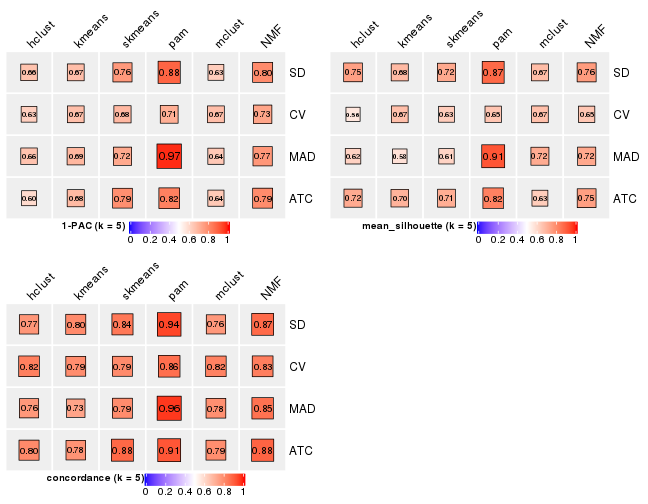 hclust kmeans skmeans pam mclust NMF
0.66 0.67 0.76 0.88 0.63 0.80 SD
0.63 0.67 0.68 0.71 0.67 0.73 CV
0.66 0.69 0.72 0.97 0.64 0.77 MAD
0.60 0.68 0.79 0.82 0.64 0.79 ATC
1-PAC (k = 5)
0 0.2 0.4 0.6 0.8 1
hclust kmeans skmeans pam mclust NMF
0.75 0.68 0.72 0.87 0.67 0.76 SD
0.56 0.67 0.63 0.65 0.67 0.65 CV
0.62 0.58 0.61 0.91 0.72 0.72 MAD
0.72 0.70 0.71 0.82 0.63 0.75 ATC
mean_silhouette (k = 5)
0 0.2 0.4 0.6 0.8 1
hclust kmeans skmeans pam mclust NMF
0.77 0.80 0.84 0.94 0.76 0.87 SD
0.82 0.79 0.79 0.86 0.82 0.83 CV
0.76 0.73 0.79 0.96 0.78 0.85 MAD
0.80 0.78 0.88 0.91 0.79 0.88 ATC
concordance (k = 5)
0 0.2 0.4 0.6 0.8 1